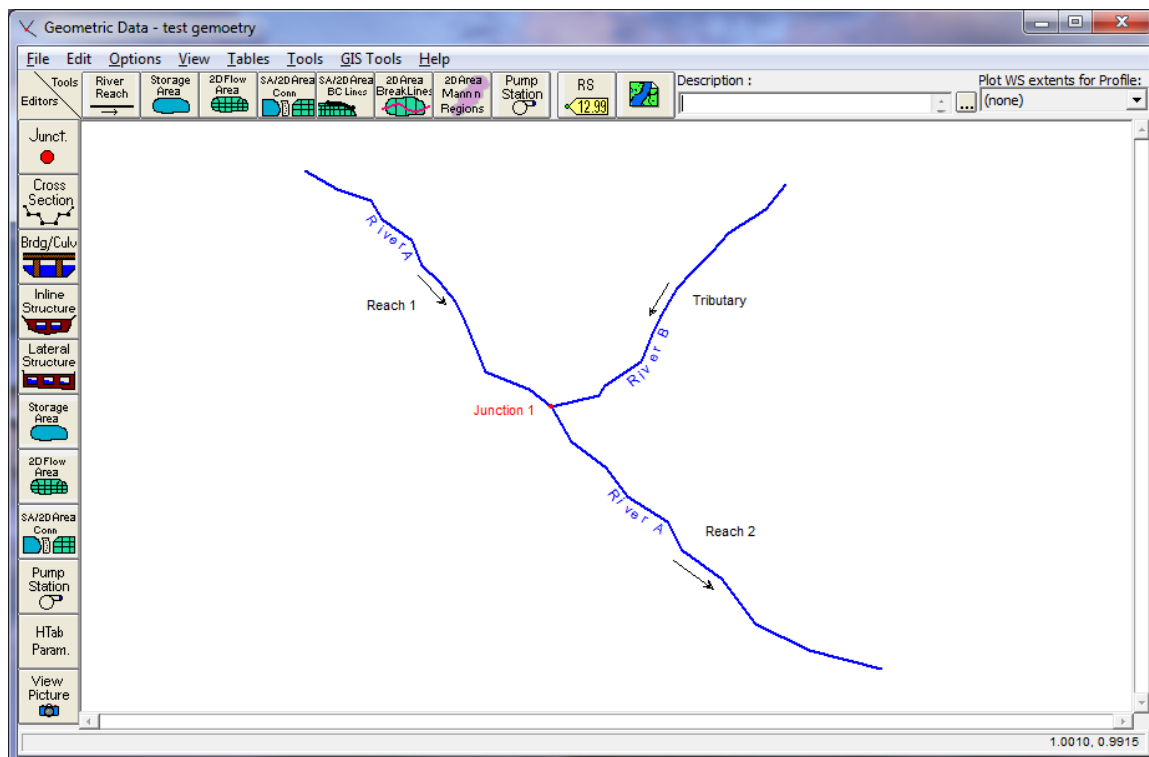 Geometric Data - test gemoetry
File Edit Options View Tables Tools GIS Tools Help
Tools
Editors
River
Reach
Storage
Area
2D Flow
Area
SA/2D Area
Conn
SA/2D Area
BC Lines
2D Area
BreakLines
2D Area
Mann n
Regions
Pump
Station
RS
12.99
Description :
...
Plot WS extents for Profile:
(none)
Junct.
Cross
Section
Brdg/Culv
Inline
Structure
Lateral
Structure
Storage
Area
2D Flow
Area
SA/2D Area
Conn
Pump
Station
HTab
Param.
View
Picture
River A
Reach 1
Tributary
River B
Junction 1
River A
Reach 2
1.0010, 0.9915